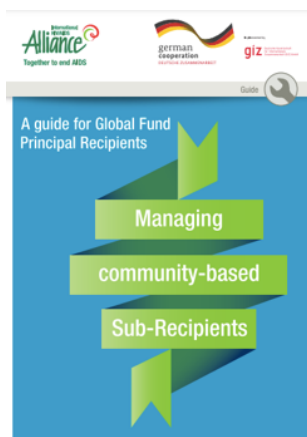 International
HIV/AIDS
Alliance
Together to end AIDS
german
cooperation
DEUTSCHE ZUSAMMENARBEIT
giz
Guide
A guide for Global Fund
Principal Recipients
Managing
community-based
Sub-Recipients